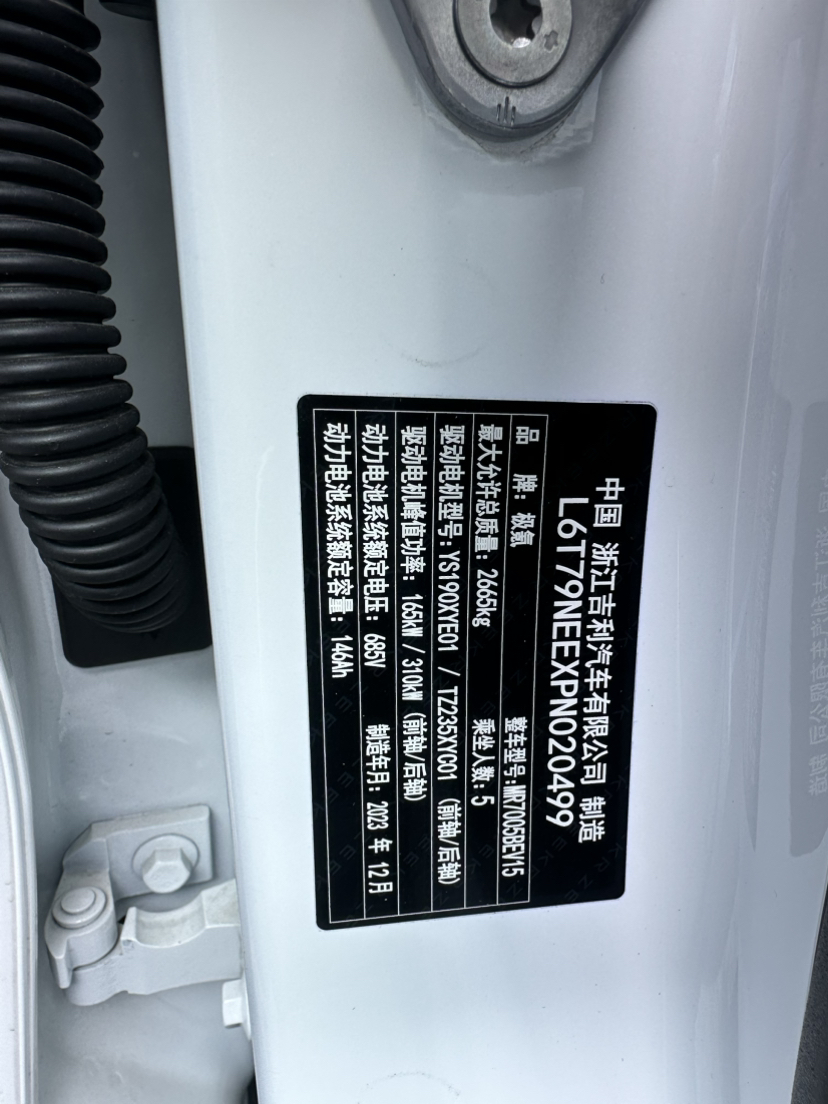 中国 浙江吉利汽车有限公司 制造
L6T79NEEXPN020499
品 牌: 极氪 整车型号:MR7005BEV15
最大允许总质量: 2665kg 乘坐人数: 5
驱动电机型号: YS190XYE01 / TZ235XYC01 (前轴/后轴)
驱动电机峰值功率: 165kW / 310kW (前轴/后轴)
动力电池系统额定电压: 685V 制造年月: 2023 年 12 月
动力电池系统额定容量: 146Ah